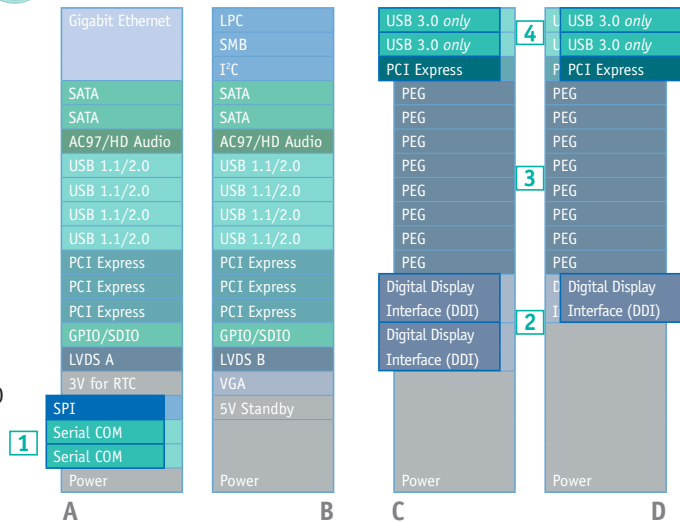 Gigabit Ethernet
SATA
SATA
AC97/HD Audio
USB 1.1/2.0
USB 1.1/2.0
USB 1.1/2.0
USB 1.1/2.0
PCI Express
PCI Express
PCI Express
GPIO/SDIO
LVDS A
3V for RTC
)
SPI
1
Serial COM
Serial COM
Power
A
LPC
SMB
I²C
SATA
SATA
AC97/HD Audio
USB 1.1/2.0
USB 1.1/2.0
USB 1.1/2.0
USB 1.1/2.0
PCI Express
PCI Express
PCI Express
GPIO/SDIO
LVDS B
VGA
5V Standby
Power
B
USB 3.0 only
USB 3.0 only
PCI Express
PEG
PEG
PEG
PEG
PEG
PEG
PEG
PEG
Digital Display
Interface (DDI)
Digital Display
Interface (DDI)
Power
C
4
3
2
U USB 3.0 only
U USB 3.0 only
P PCI Express
PEG
PEG
PEG
PEG
PEG
PEG
PEG
PEG
D Digital Display
I Interface (DDI)
Power
D